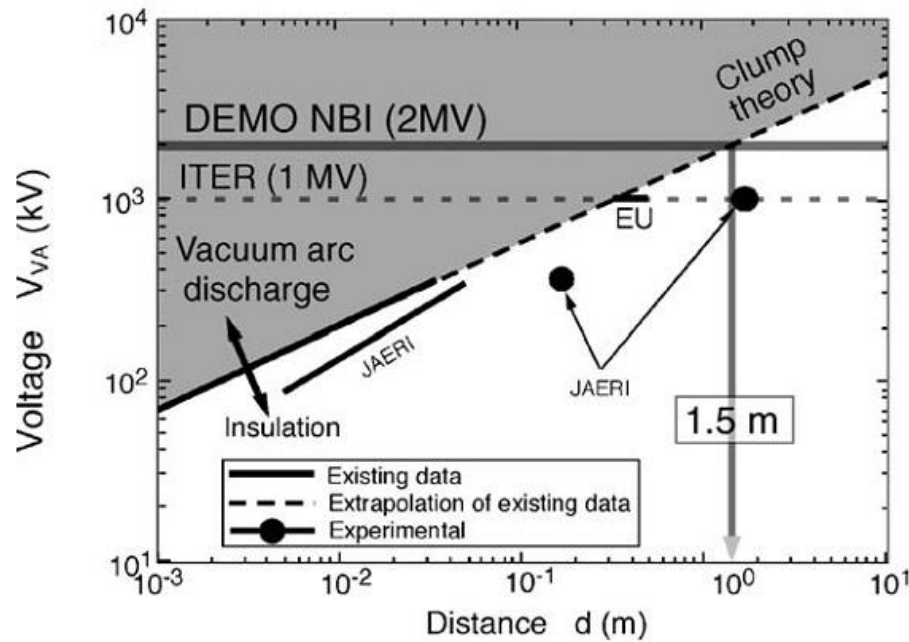 10⁴
10³
10²
10¹
Voltage V_VA (kV)
Clump
theory
DEMO NBI (2MV)
ITER (1 MV)
EU
Vacuum arc
discharge
JAERI
JAERI
Insulation
1.5 m
Existing data
Extrapolation of existing data
Experimental
10⁻³ 10⁻² 10⁻¹ 10⁰ 10¹
Distance d (m)